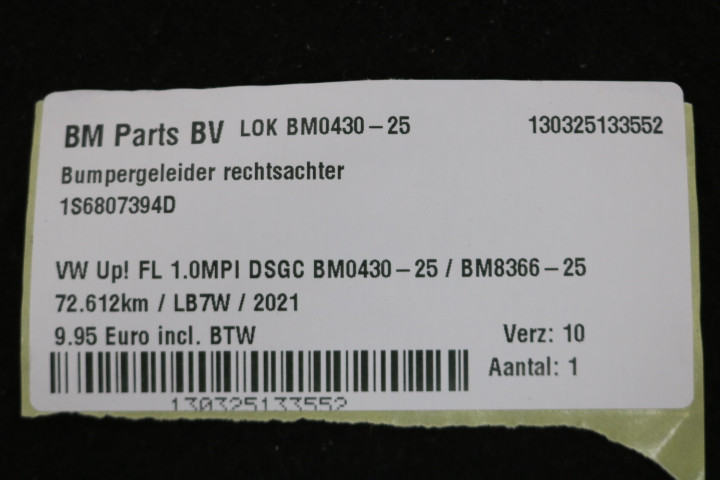 BM Parts BV LOK BM0430-25 130325133552
Bumpergeleider rechtsachter
1S6807394D
VW Up! FL 1.0MPI DSGC BM0430-25 / BM8366-25
72.612km / LB7W / 2021
9.95 Euro incl. BTW Verz: 10
Aantal: 1
130325133552